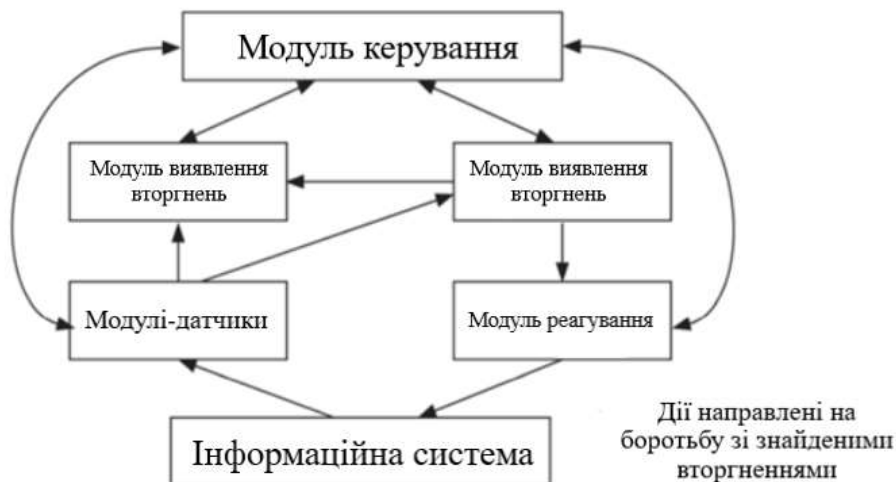 Модуль керування
Модуль виявлення
вторгнень
Модуль виявлення
вторгнень
Модулі-датчики
Модуль реагування
Інформаційна система
Дії направлені на
боротьбу зі знайденими
вторгненнями